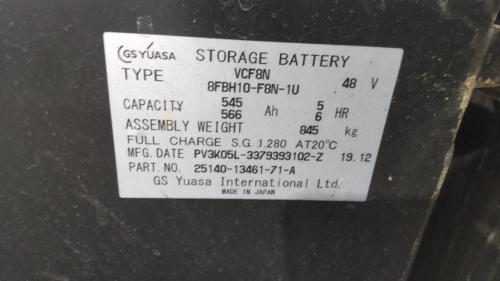 GS YUASA STORAGE BATTERY
TYPE VCF8N 48 V
8FBH10-F8N-1U
CAPACITY 545 Ah 5 HR
566 6
ASSEMBLY WEIGHT 845 kg
FULL CHARGE S.G. 1.280 AT20℃
MFG. DATE PV3K05L-3379393102-Z 19.12
PART. NO. 25140-13461-71-A
GS Yuasa International Ltd.
MADE IN JAPAN